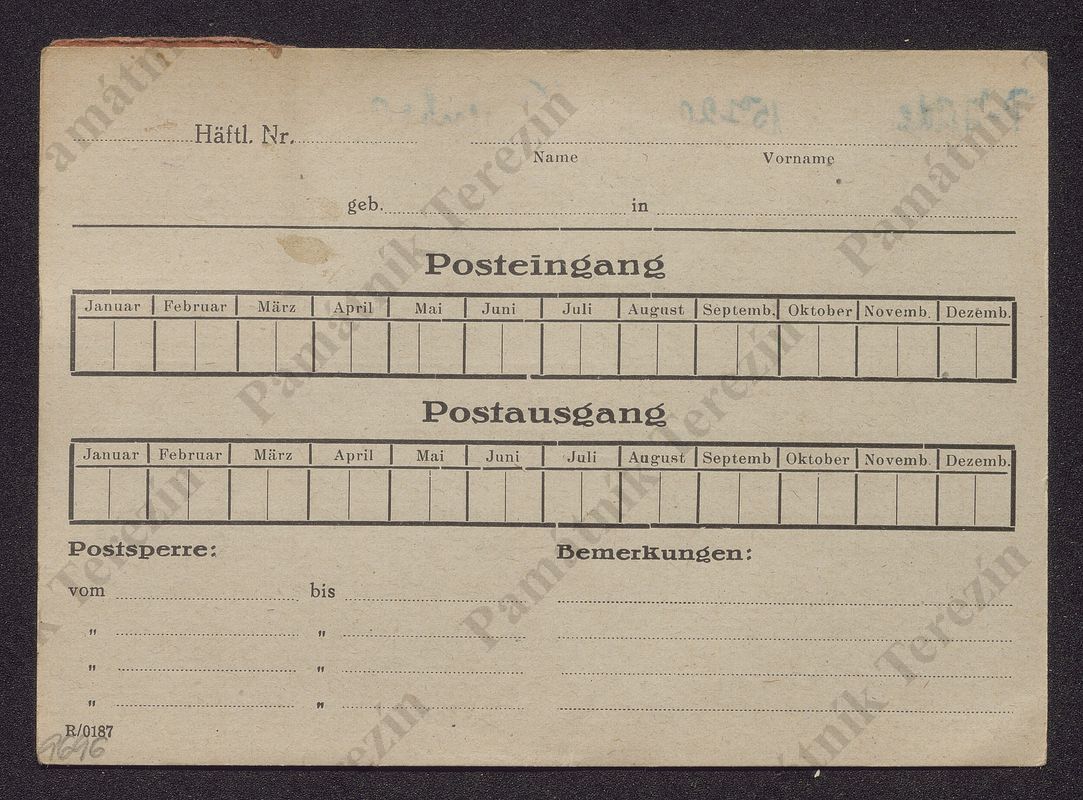 Häftl. Nr.
Name Vorname
geb. in
Posteingang
Januar Februar März April Mai Juni Juli August Septemb. Oktober Novemb. Dezemb.
Postausgang
Januar Februar März April Mai Juni Juli August Septemb Oktober Novemb. Dezemb.
Postsperre: Bemerkungen:
vom bis
" "
" "
" "
R/0187
9696
Památník Terezín